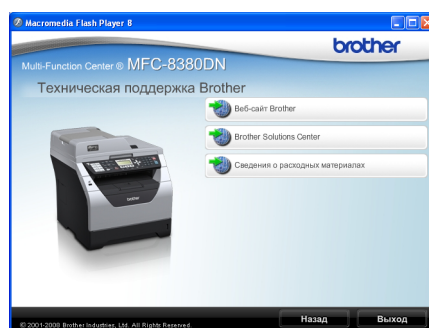 Macromedia Flash Player 8
brother
Multi-Function Center ® MFC-8380DN
Техническая поддержка Brother
Веб-сайт Brother
Brother Solutions Center
Сведения о расходных материалах
Назад
Выход
© 2001-2008 Brother Industries, Ltd. All Rights Reserved.